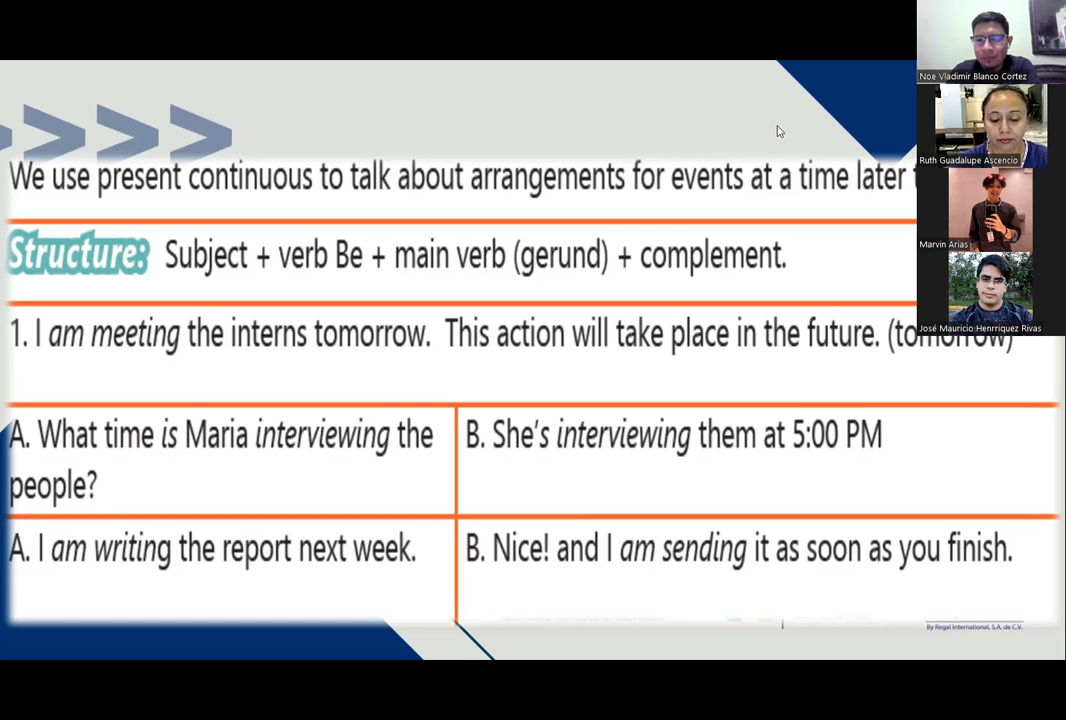 We use present continuous to talk about arrangements for events at a time later
Structure: Subject + verb Be + main verb (gerund) + complement.
1. I am meeting the interns tomorrow. This action will take place in the future. (tomorrow)
A. What time is Maria interviewing the
people?
B. She's interviewing them at 5:00 PM
A. I am writing the report next week.
B. Nice! and I am sending it as soon as you finish.
By Regal International, S.A. de C.V.
Noe Vladimir Blanco Cortez
Ruth Guadalupe Ascencio
Marvin Arias
José Mauricio Henrriquez Rivas